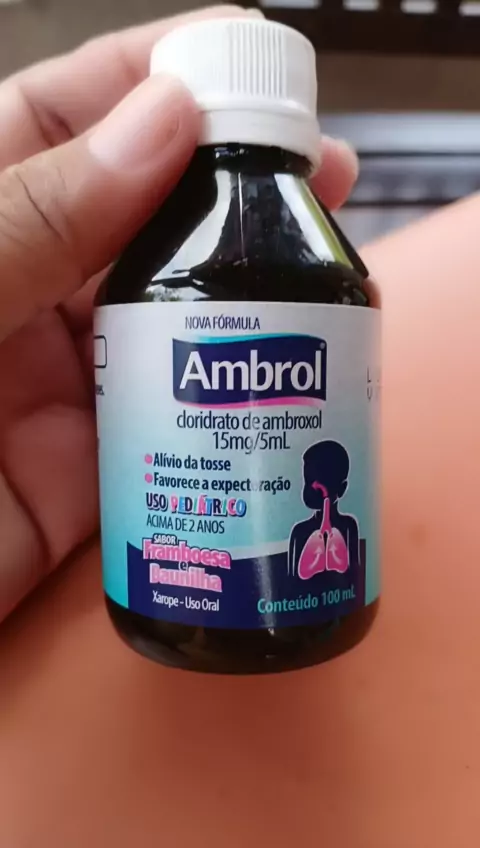 NOVA FÓRMULA
Ambrol®
cloridrato de ambroxol
15mg/5mL
Alívio da tosse
Favorece a expectoração
USO PEDIÁTRICO
ACIMA DE 2 ANOS
SABOR
Framboesa
e
Baunilha
Xarope - Uso Oral
Conteúdo 100 mL